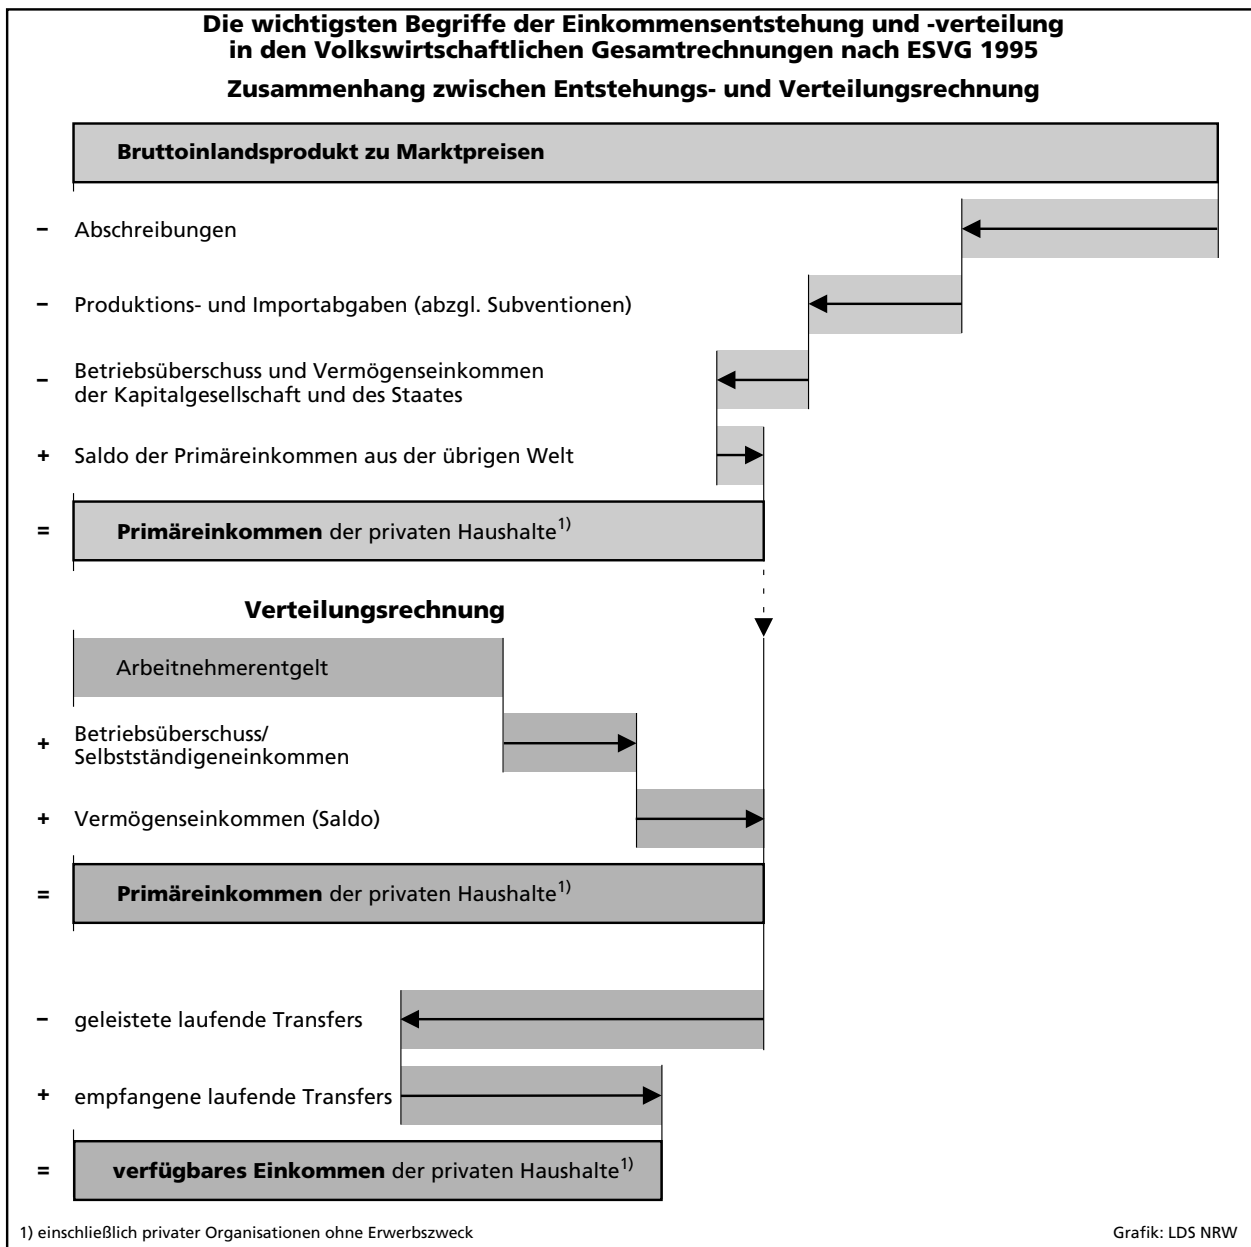 Die wichtigsten Begriffe der Einkommensentstehung und -verteilung
in den Volkswirtschaftlichen Gesamtrechnungen nach ESVG 1995
Zusammenhang zwischen Entstehungs- und Verteilungsrechnung
Bruttoinlandsprodukt zu Marktpreisen
– Abschreibungen
– Produktions- und Importabgaben (abzgl. Subventionen)
– Betriebsüberschuss und Vermögenseinkommen
der Kapitalgesellschaft und des Staates
+ Saldo der Primäreinkommen aus der übrigen Welt
= Primäreinkommen der privaten Haushalte1)
Verteilungsrechnung
Arbeitnehmerentgelt
+ Betriebsüberschuss/
Selbstständigeneinkommen
+ Vermögenseinkommen (Saldo)
= Primäreinkommen der privaten Haushalte1)
– geleistete laufende Transfers
+ empfangene laufende Transfers
= verfügbares Einkommen der privaten Haushalte1)
1) einschließlich privater Organisationen ohne Erwerbszweck
Grafik: LDS NRW